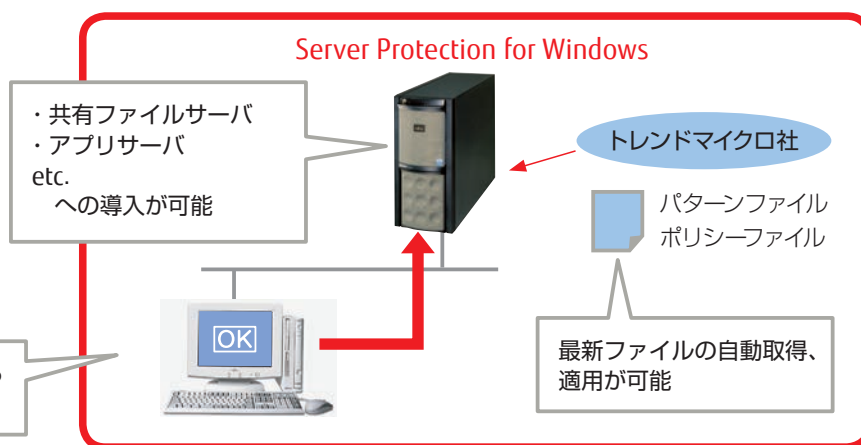 Server Protection for Windows
・共有ファイルサーバ
・アプリサーバ
etc.
への導入が可能
トレンドマイクロ社
パターンファイル
ポリシーファイル
OK
最新ファイルの自動取得、
適用が可能